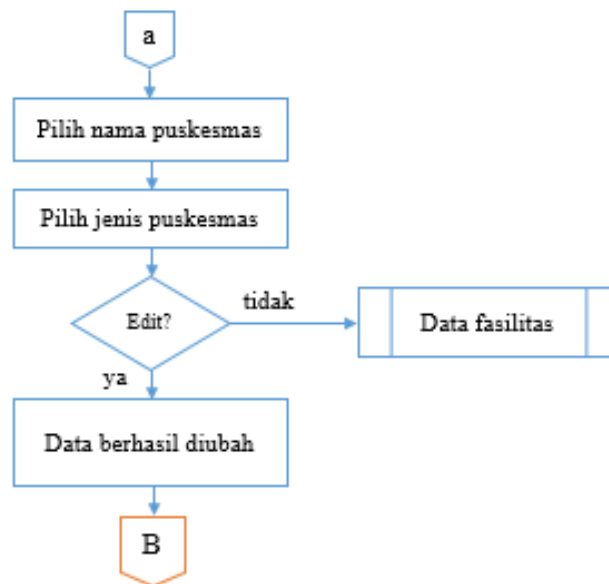 a
Pilih nama puskesmas
Pilih jenis puskesmas
Edit?
tidak
Data fasilitas
ya
Data berhasil diubah
B